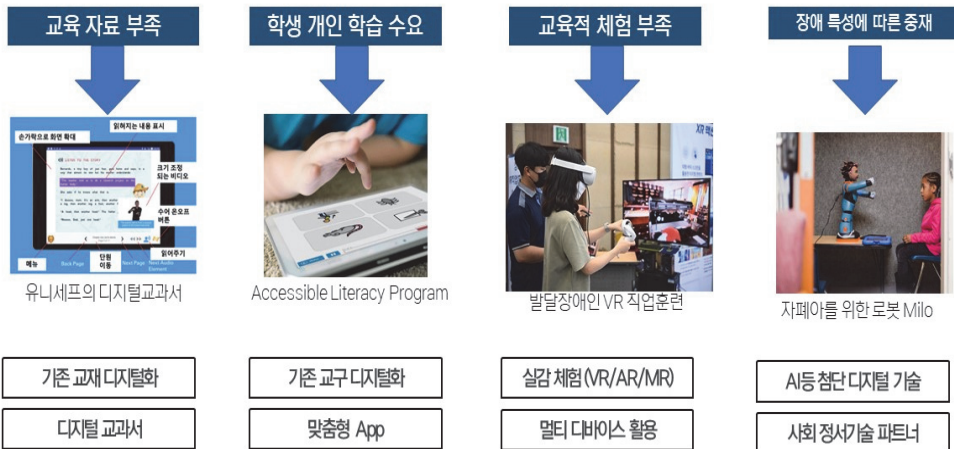 교육 자료 부족
학생 개인 학습 수요
교육적 체험 부족
장애 특성에 따른 중재
읽혀지는 내용 표시
손가락으로 화면 확대
크기 조정
되는 비디오
수어 온오프
버튼
읽어주기
메뉴
단원
이동
Back Page
Next Page
유니세프의 디지털교과서
Accessible Literacy Program
발달장애인 VR 직업훈련
자폐아를 위한 로봇 Milo
기존 교재 디지털화
기존 교구 디지털화
실감 체험(VR/AR/MR)
AI등 첨단 디지털 기술
디지털 교과서
맞춤형 App
멀티 디바이스 활용
사회 정서기술 파트너